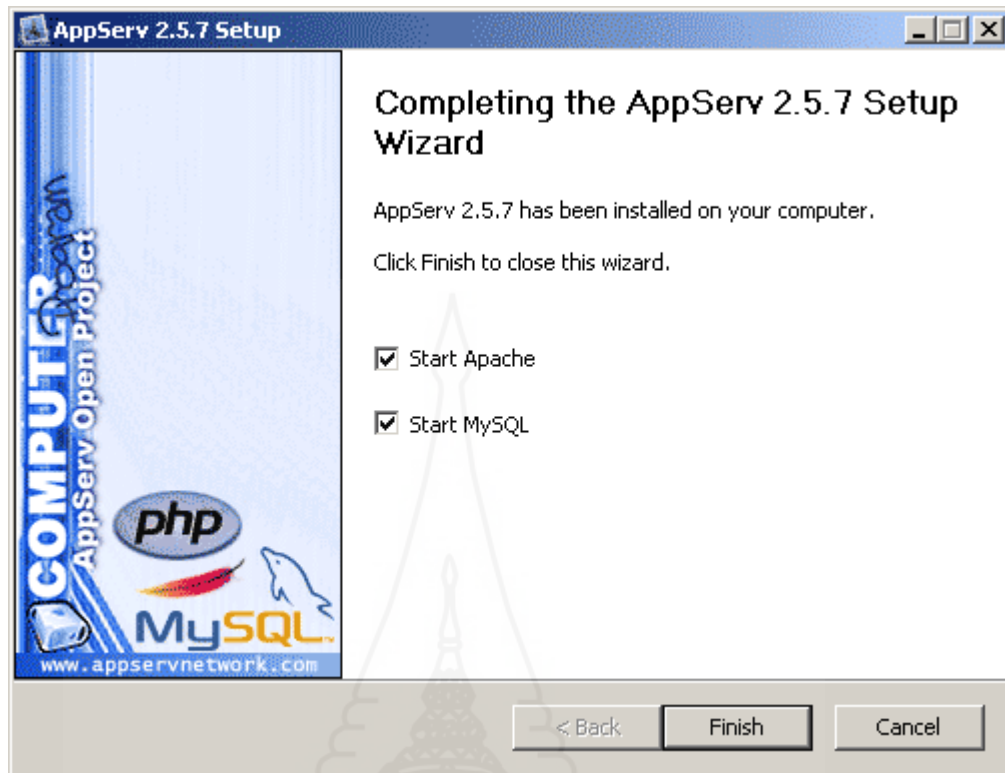 AppServ 2.5.7 Setup
Completing the AppServ 2.5.7 Setup
Wizard
AppServ 2.5.7 has been installed on your computer.
Click Finish to close this wizard.
Start Apache
Start MySQL
COMPUTER
AppServ Open Project
php
MySQL
www.appservnetwork.com
< Back
Finish
Cancel